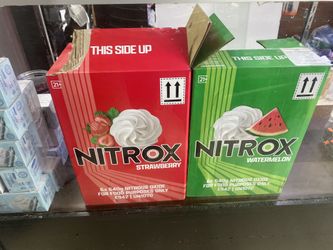 THIS SIDE UP
21+
NITROX
STRAWBERRY
6x 640g NITROUS OXIDE
FOR FOOD PURPOSES ONLY
E942 | UN1070
THIS SIDE UP
21+
NITROX
WATERMELON
6x 640g NITROUS OXIDE
FOR FOOD PURPOSES ONLY
E942 | UN1070